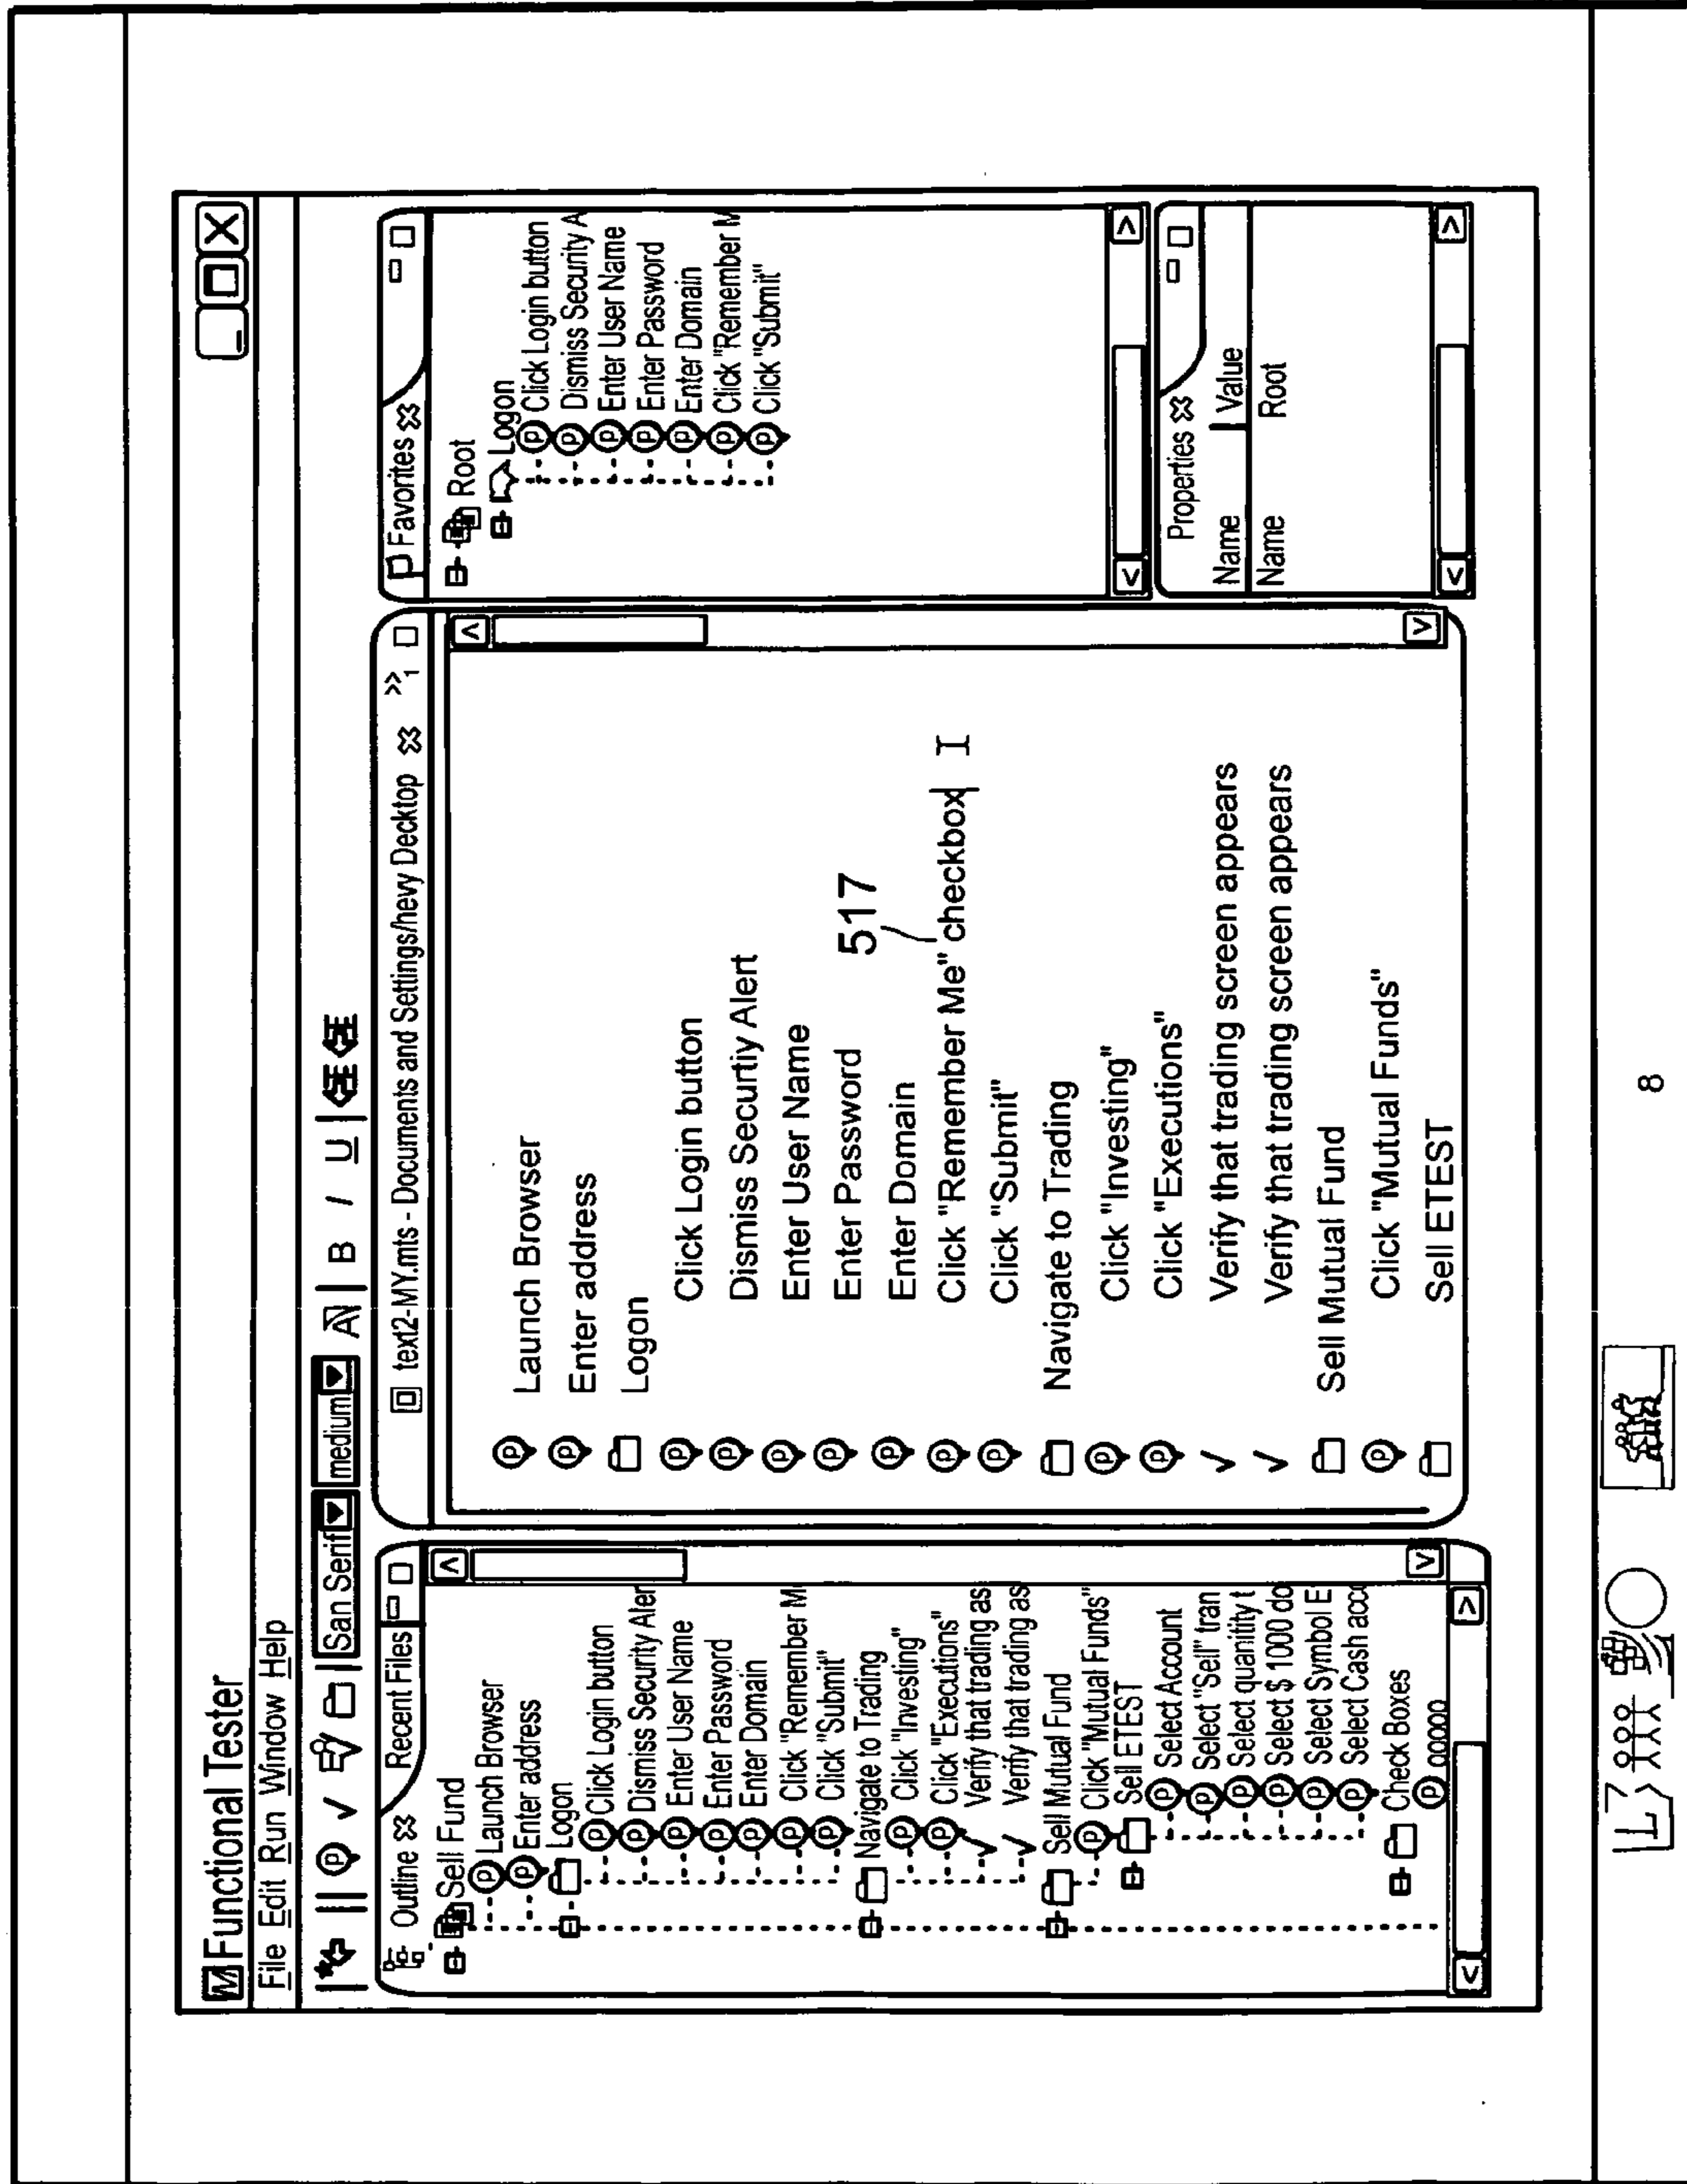 Functional Tester
File Edit Run Window Help
San Serif medium B I U
Outline Recent Files
Sell Fund
Launch Browser
Enter address
Logon
Click Login button
Dismiss Security Aler
Enter User Name
Enter Password
Enter Domain
Click "Remember M
Click "Submit"
Navigate to Trading
Click "Investing"
Click "Executions"
Verify that trading as
Verify that trading as
Sell Mutual Fund
Click "Mutual Funds"
Sell ETEST
Select Account
Select "Sell" tran
Select quanitity t
Select $ 1000 do
Select Symbol E
Select Cash acco
Check Boxes
text2-MY.mts - Documents and Settings/hevy Decktop
Launch Browser
Enter address
Logon
Click Login button
Dismiss Securtiy Alert
Enter User Name
Enter Password
Enter Domain
517
Click "Remember Me" checkbox
Click "Submit"
Navigate to Trading
Click "Investing"
Click "Executions"
Verify that trading screen appears
Verify that trading screen appears
Sell Mutual Fund
Click "Mutual Funds"
Sell ETEST
Favorites
Root
Logon
Click Login button
Dismiss Security A
Enter User Name
Enter Password
Enter Domain
Click "Remember M
Click "Submit"
Properties
Name Value
Name Root
8